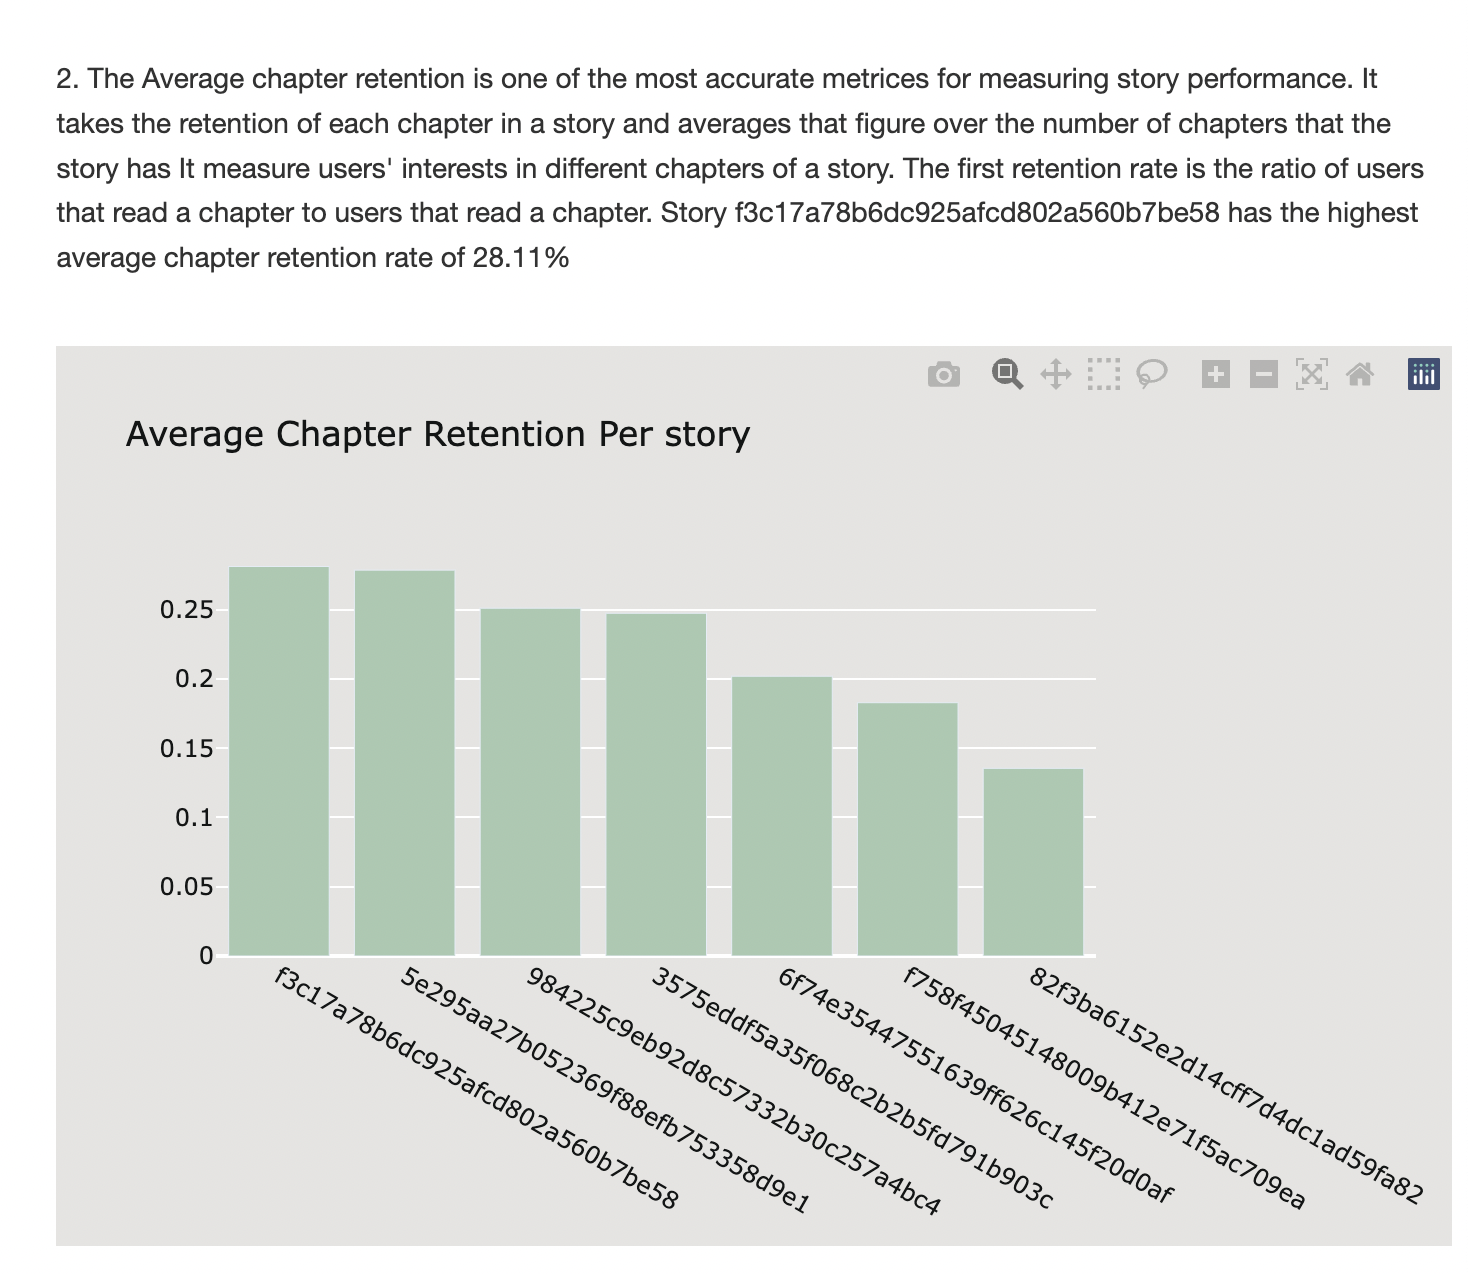 2. The Average chapter retention is one of the most accurate metrices for measuring story performance. It
takes the retention of each chapter in a story and averages that figure over the number of chapters that the
story has It measure users' interests in different chapters of a story. The first retention rate is the ratio of users
that read a chapter to users that read a chapter. Story f3c17a78b6dc925afcd802a560b7be58 has the highest
average chapter retention rate of 28.11%
Average Chapter Retention Per story
0.25
0.2
0.15
0.1
0.05
0
f3c17a78b6dc925afcd802a560b7be58
5e295aa27b052369f88efb753358d9e1
984225c9eb92d8c57332b30c257a4bc4
3575eddf5a35f068c2b2b5fd791b903c
6f74e35447551639ff626c145f20d0af
f758f45045148009b412e71f5ac709ea
82f3ba6152e2d14cff7d4dc1ad59fa82